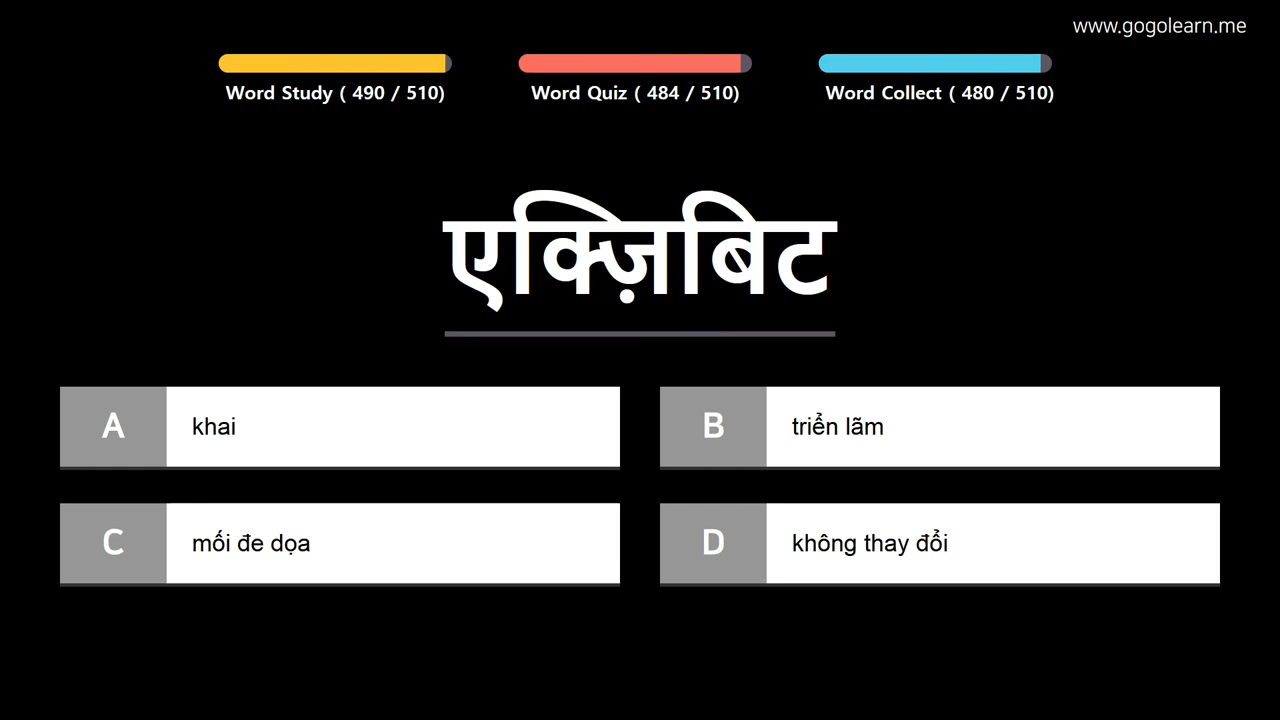 www.gogolearn.me
Word Study ( 490 / 510)
Word Quiz ( 484 / 510)
Word Collect ( 480 / 510)
एक्ज़िबिट
A
khai
B
triển lãm
C
mối đe dọa
D
không thay đổi